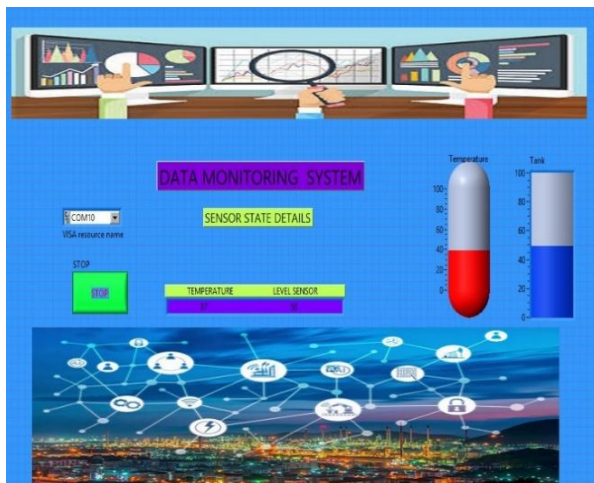 DATA MONITORING SYSTEM
COM10
VISA resource name
SENSOR STATE DETAILS
STOP
STOP
TEMPERATURE LEVEL SENSOR
Temperature
100-
80-
60-
40-
20-
0-
Tank
100-
80-
60-
40-
20-
0-